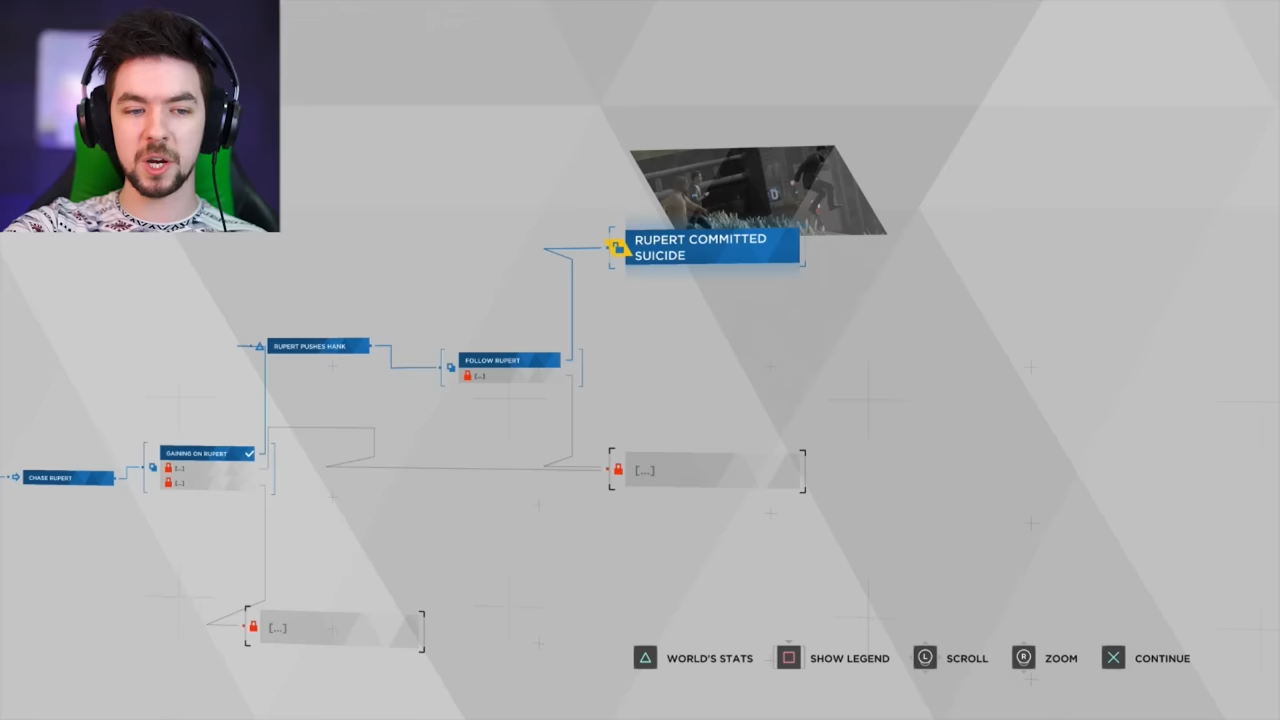 RUPERT COMMITTED
SUICIDE
RUPERT PUSHES HANK
FOLLOW RUPERT
[...]
GAINING ON RUPERT
[...]
[...]
CHASE RUPERT
[...]
[...]
WORLD'S STATS
SHOW LEGEND
L
SCROLL
R
ZOOM
CONTINUE